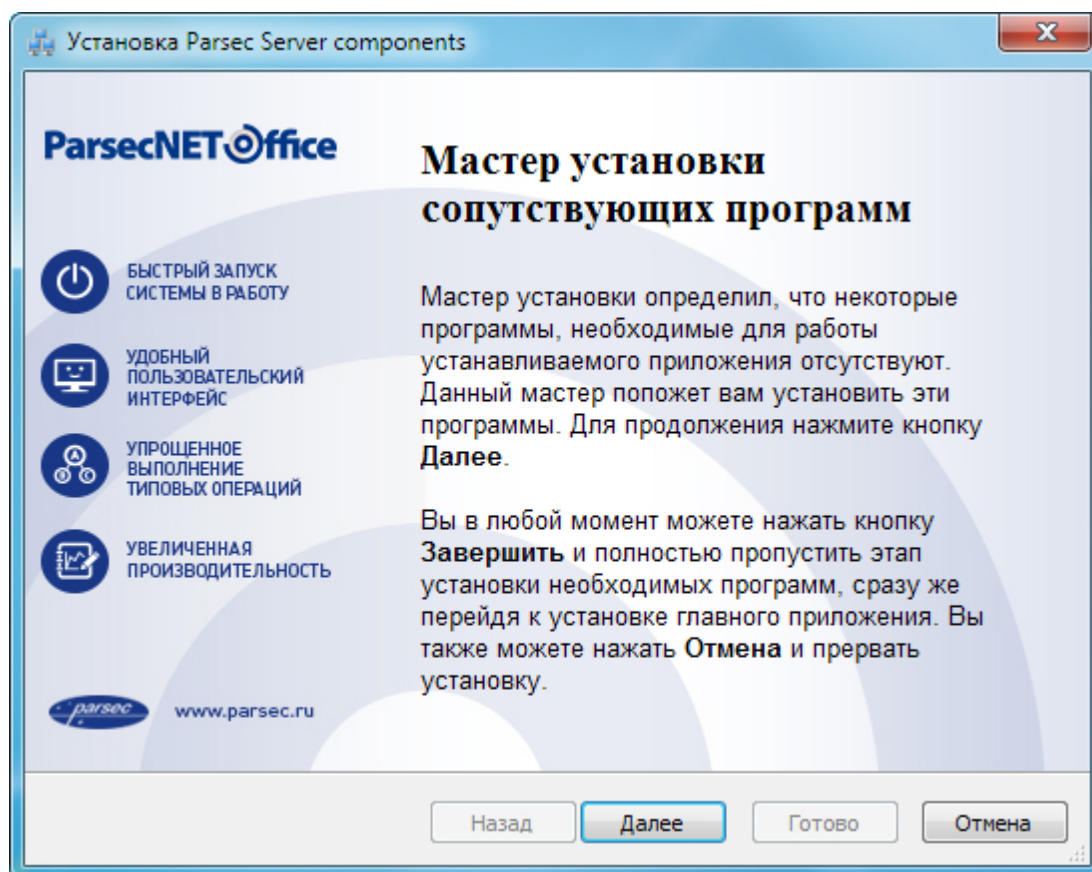 Установка Parsec Server components
ParsecNETOffice
БЫСТРЫЙ ЗАПУСК
СИСТЕМЫ В РАБОТУ
УДОБНЫЙ
ПОЛЬЗОВАТЕЛЬСКИЙ
ИНТЕРФЕЙС
A
B C
УПРОЩЕННОЕ
ВЫПОЛНЕНИЕ
ТИПОВЫХ ОПЕРАЦИЙ
УВЕЛИЧЕННАЯ
ПРОИЗВОДИТЕЛЬНОСТЬ
parsec www.parsec.ru
Мастер установки
сопутствующих программ
Мастер установки определил, что некоторые
программы, необходимые для работы
устанавливаемого приложения отсутствуют.
Данный мастер попожет вам установить эти
программы. Для продолжения нажмите кнопку
Далее.
Вы в любой момент можете нажать кнопку
Завершить и полностью пропустить этап
установки необходимых программ, сразу же
перейдя к установке главного приложения. Вы
также можете нажать Отмена и прервать
установку.
Назад Далее Готово Отмена